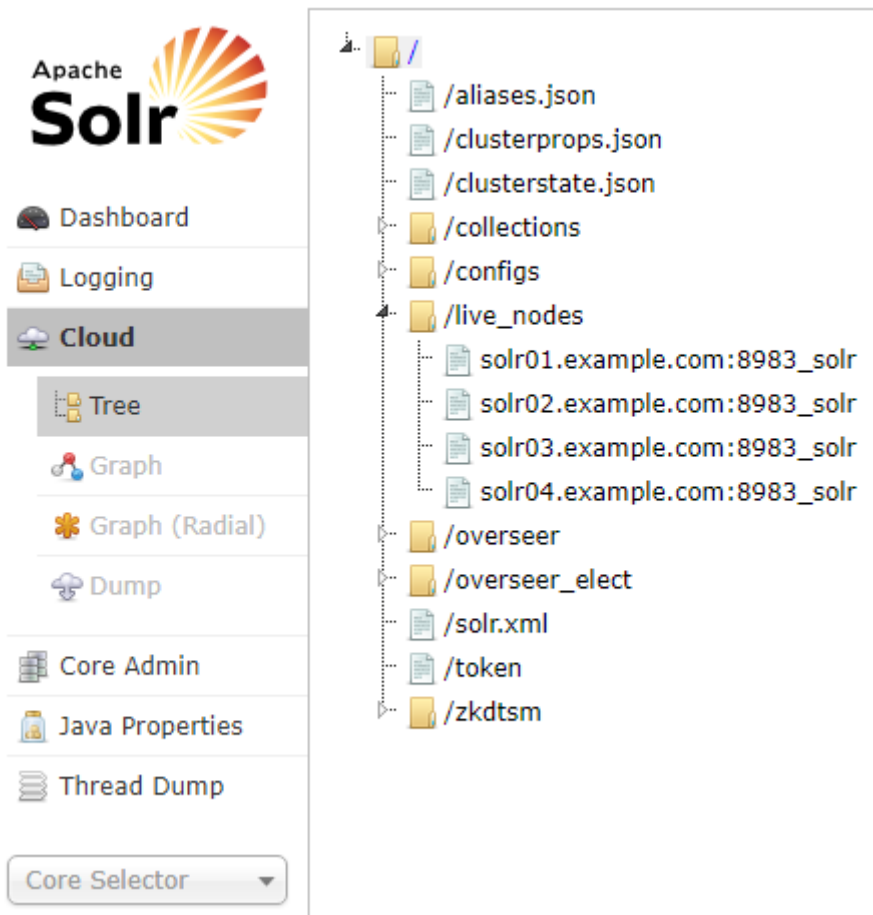 Apache
Solr
Dashboard
Logging
Cloud
Tree
Graph
Graph (Radial)
Dump
Core Admin
Java Properties
Thread Dump
Core Selector
/
/aliases.json
/clusterprops.json
/clusterstate.json
/collections
/configs
/live_nodes
solr01.example.com:8983_solr
solr02.example.com:8983_solr
solr03.example.com:8983_solr
solr04.example.com:8983_solr
/overseer
/overseer_elect
/solr.xml
/token
/zkdtsm